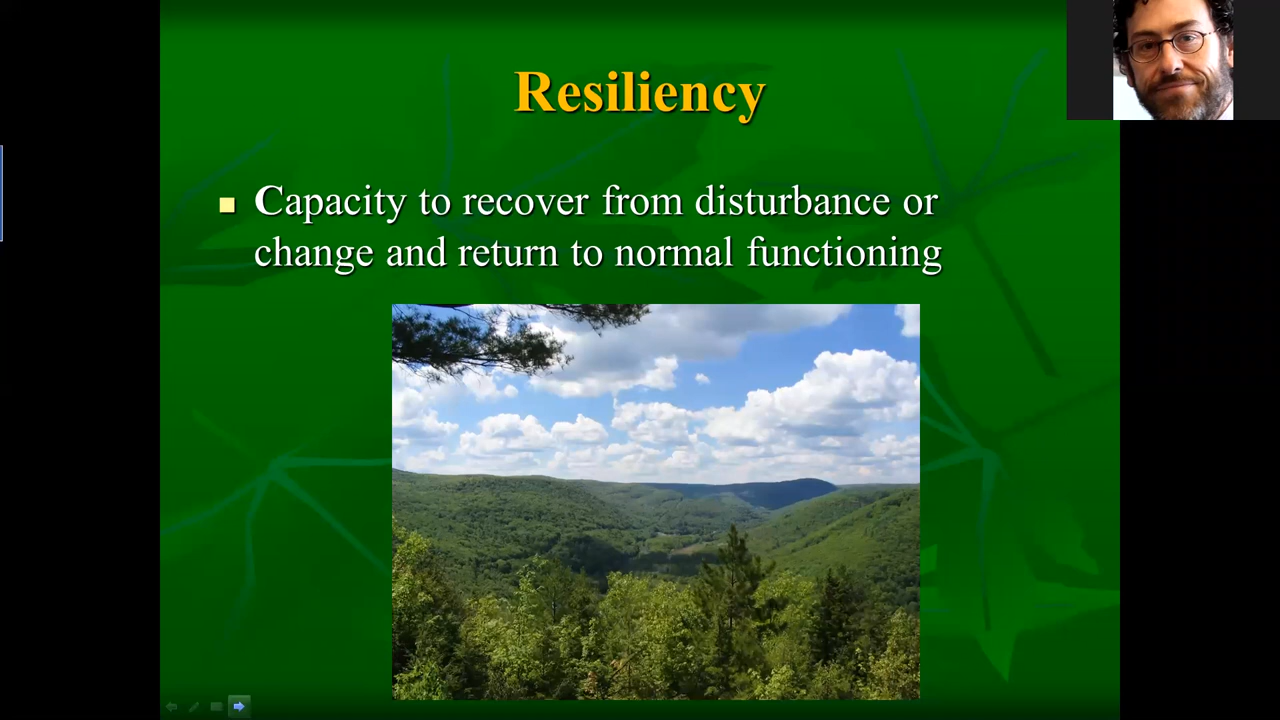 Resiliency
Capacity to recover from disturbance or
change and return to normal functioning